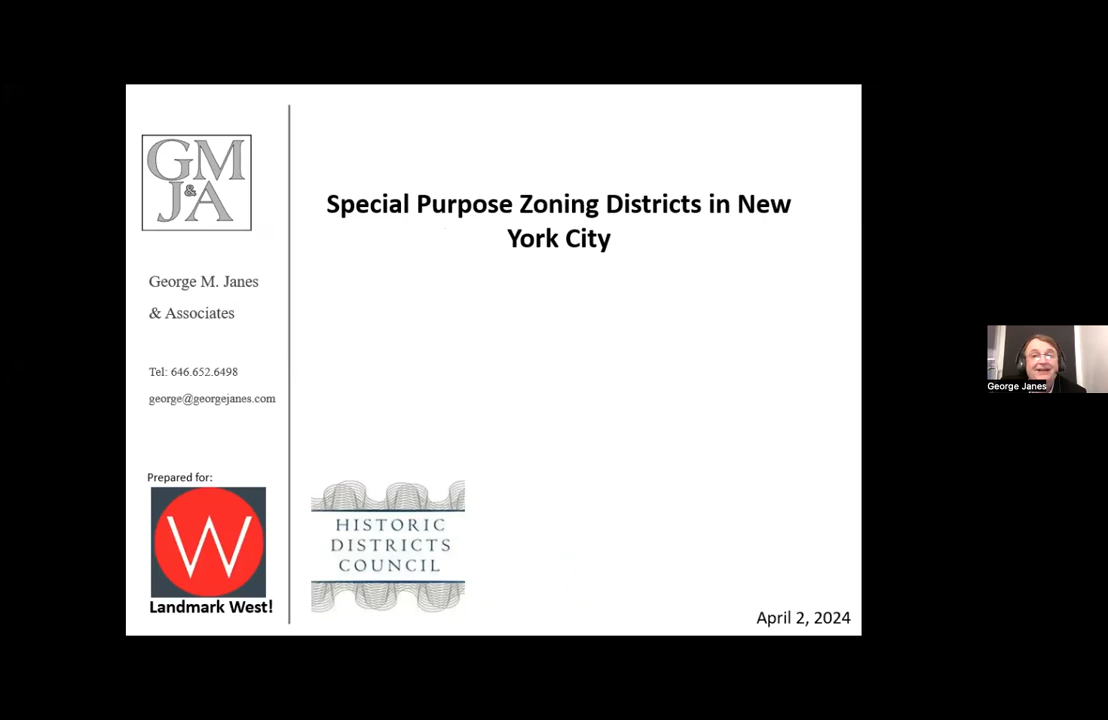 GM
J&A
George M. Janes
& Associates
Tel: 646.652.6498
george@georgejanes.com
Prepared for:
W
Landmark West!
Special Purpose Zoning Districts in New
York City
HISTORIC
DISTRICTS
COUNCIL
April 2, 2024
George Janes